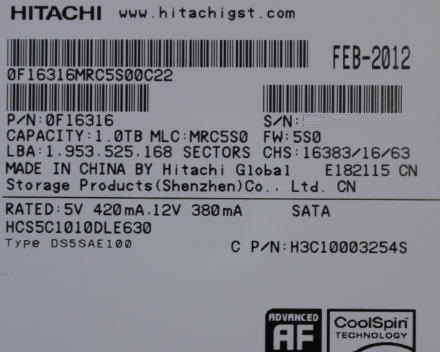 HITACHI www.hitachigst.com
FEB-2012
0F16316MRC5S00C22
P/N:0F16316 S/N:
CAPACITY:1.0TB MLC:MRC5S0 FW:5S0
LBA:1,953,525,168 SECTORS CHS:16383/16/63
MADE IN CHINA BY Hitachi Global E182115 CN
Storage Products(Shenzhen)Co., Ltd. CN
RATED:5V 420mA,12V 380mA SATA
HCS5C1010DLE630
Type DS5SAE100 C P/N:H3C10003254S
ADVANCED
AF
CoolSpin
TECHNOLOGY